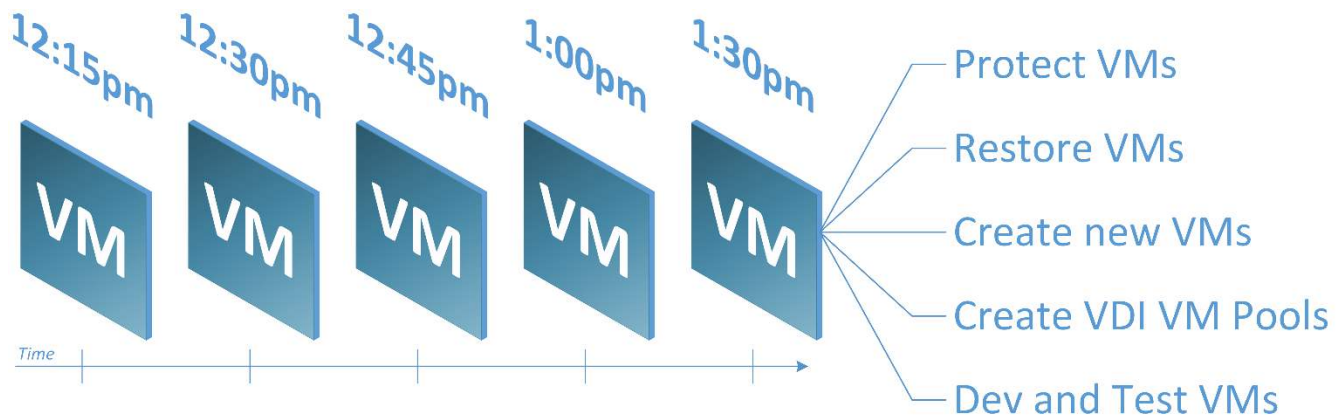 12:15pm
12:30pm
12:45pm
1:00pm
1:30pm
VM
VM
VM
VM
VM
Time
Protect VMs
Restore VMs
Create new VMs
Create VDI VM Pools
Dev and Test VMs